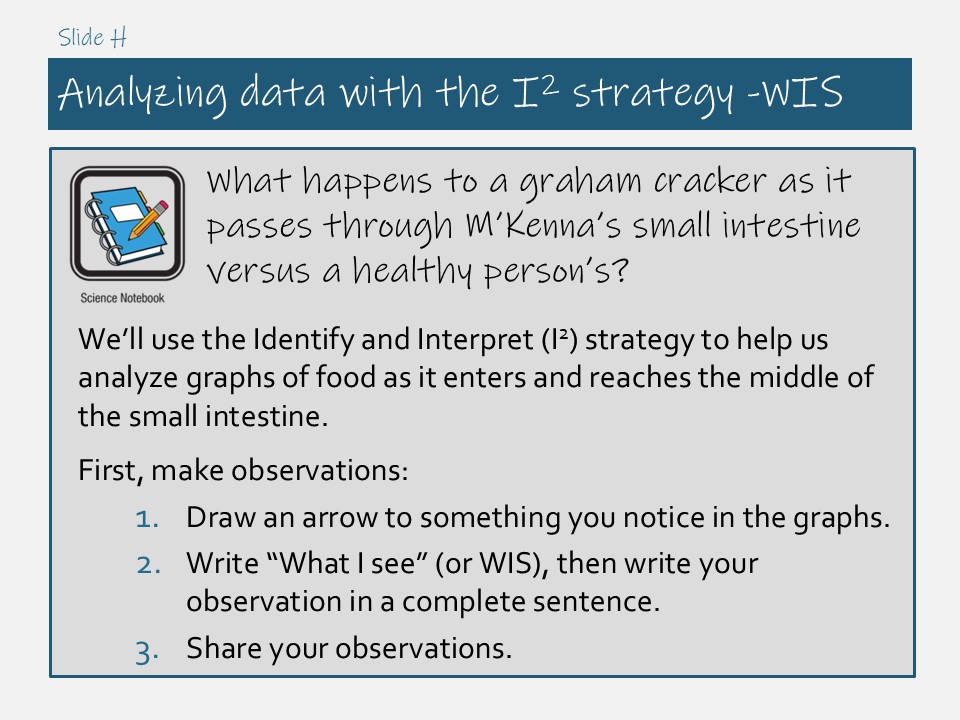 Slide H
Analyzing data with the I² strategy -WIS
What happens to a graham cracker as it
passes through M’Kenna’s small intestine
versus a healthy person’s?
Science Notebook
We’ll use the Identify and Interpret (I²) strategy to help us
analyze graphs of food as it enters and reaches the middle of
the small intestine.
First, make observations:
1. Draw an arrow to something you notice in the graphs.
2. Write “What I see” (or WIS), then write your
observation in a complete sentence.
3. Share your observations.